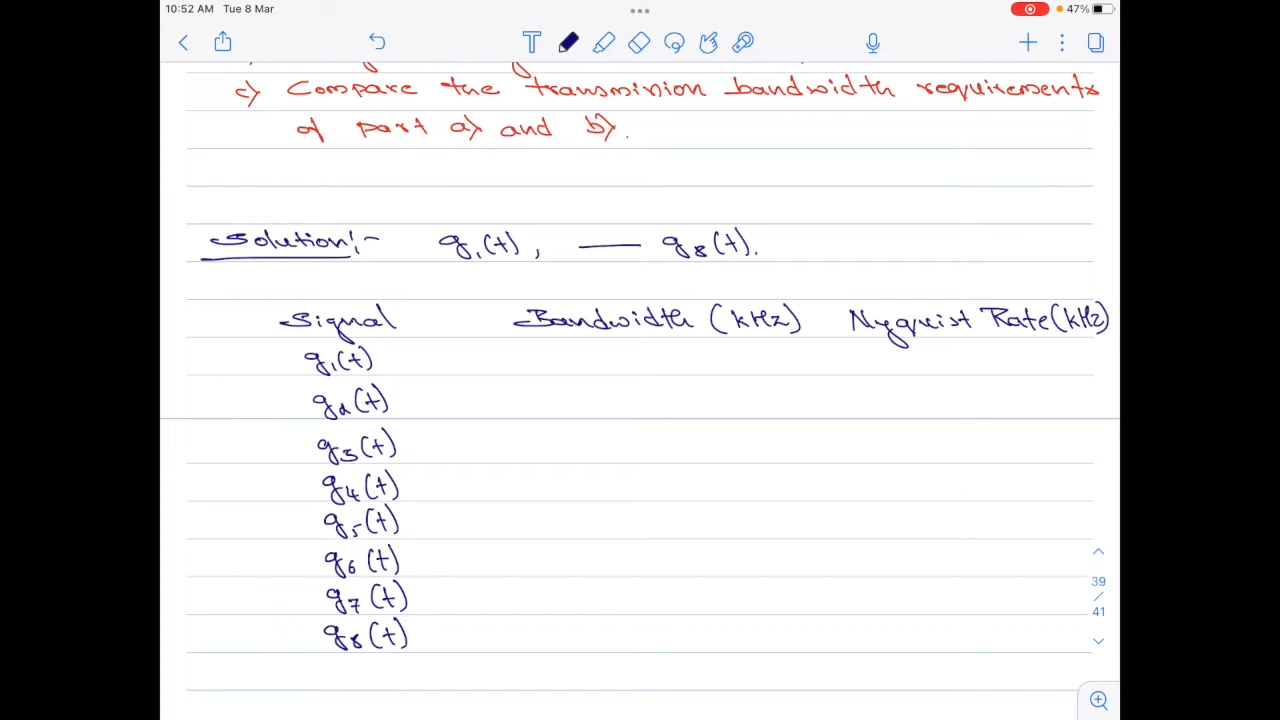 10:52 AM Tue 8 Mar
47%
c) Compare the transmission bandwidth requirements
of part a) and b).
Solution:- g1(t), — g8(t).
Signal Bandwidth (kHz) Nyquist Rate(kHz)
g1(t)
g2(t)
g3(t)
g4(t)
g5(t)
g6(t)
g7(t)
g8(t)
39
/
41